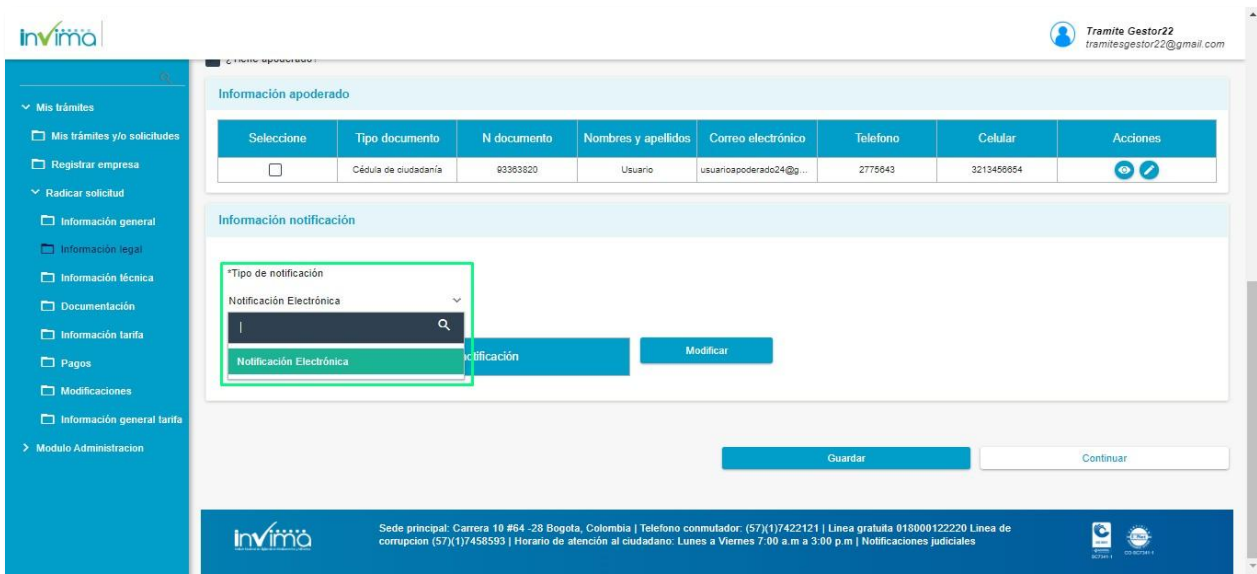 invima
Tramite Gestor22
tramitesgestor22@gmail.com
Mis trámites
Mis trámites y/o solicitudes
Registrar empresa
Radicar solicitud
Información general
Información legal
Información técnica
Documentación
Información tarifa
Pagos
Modificaciones
Información general tarifa
Modulo Administracion
¿Tiene apoderado?
Información apoderado
Seleccione Tipo documento N documento Nombres y apellidos Correo electrónico Telefono Celular Acciones
Cédula de ciudadanía 93363820 Usuario usuarioapoderado24@g... 2775643 3213456654
Información notificación
*Tipo de notificación
Notificación Electrónica
Notificación Electrónica
notificación
Modificar
Guardar Continuar
invima
Sede principal: Carrera 10 #64 -28 Bogota, Colombia | Telefono conmutador: (57)(1)7422121 | Linea gratuita 018000122220 Linea de
corrupcion (57)(1)7458593 | Horario de atención al ciudadano: Lunes a Viernes 7:00 a.m a 3:00 p.m | Notificaciones judiciales